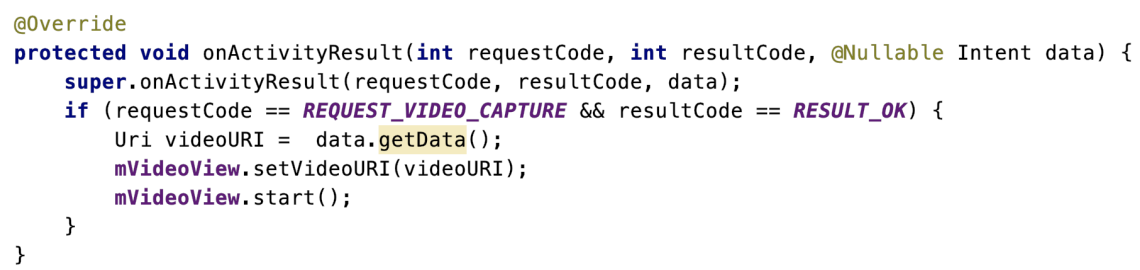 @Override
protected void onActivityResult(int requestCode, int resultCode, @Nullable Intent data) {
    super.onActivityResult(requestCode, resultCode, data);
    if (requestCode == REQUEST_VIDEO_CAPTURE && resultCode == RESULT_OK) {
        Uri videoURI =  data.getData();
        mVideoView.setVideoURI(videoURI);
        mVideoView.start();
    }
}